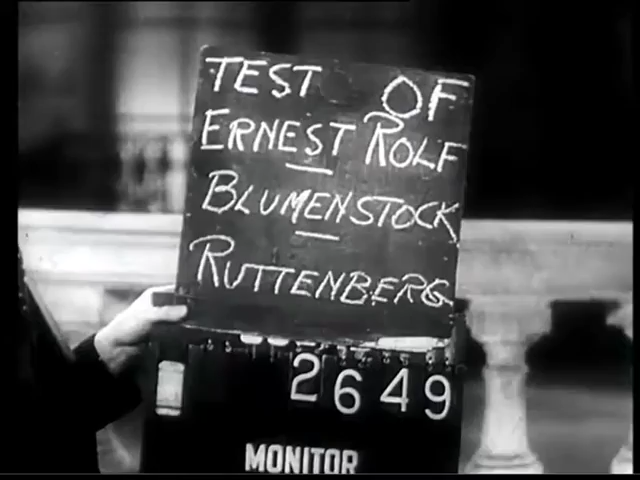 TEST OF
ERNEST ROLF
BLUMENSTOCK
RUTTENBERG
2649
MONITOR